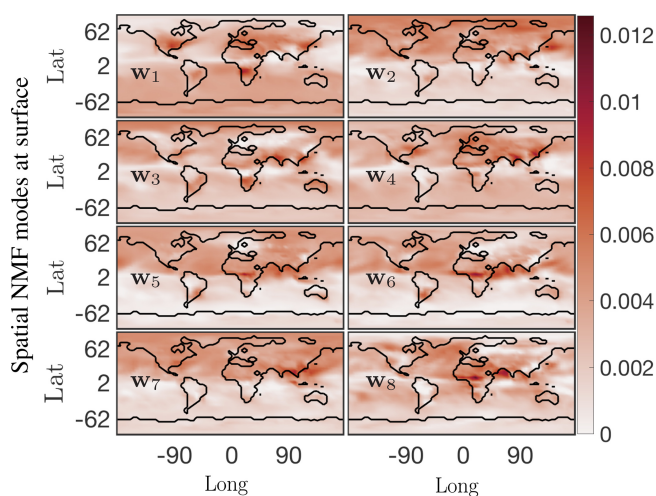 Spatial NMF modes at surface
Lat
62
2
-62
w1
w2
Lat
62
2
-62
w3
w4
Lat
62
2
-62
w5
w6
Lat
62
2
-62
w7
w8
-90 0 90
-90 0 90
Long
Long
0.012
0.01
0.008
0.006
0.004
0.002
0